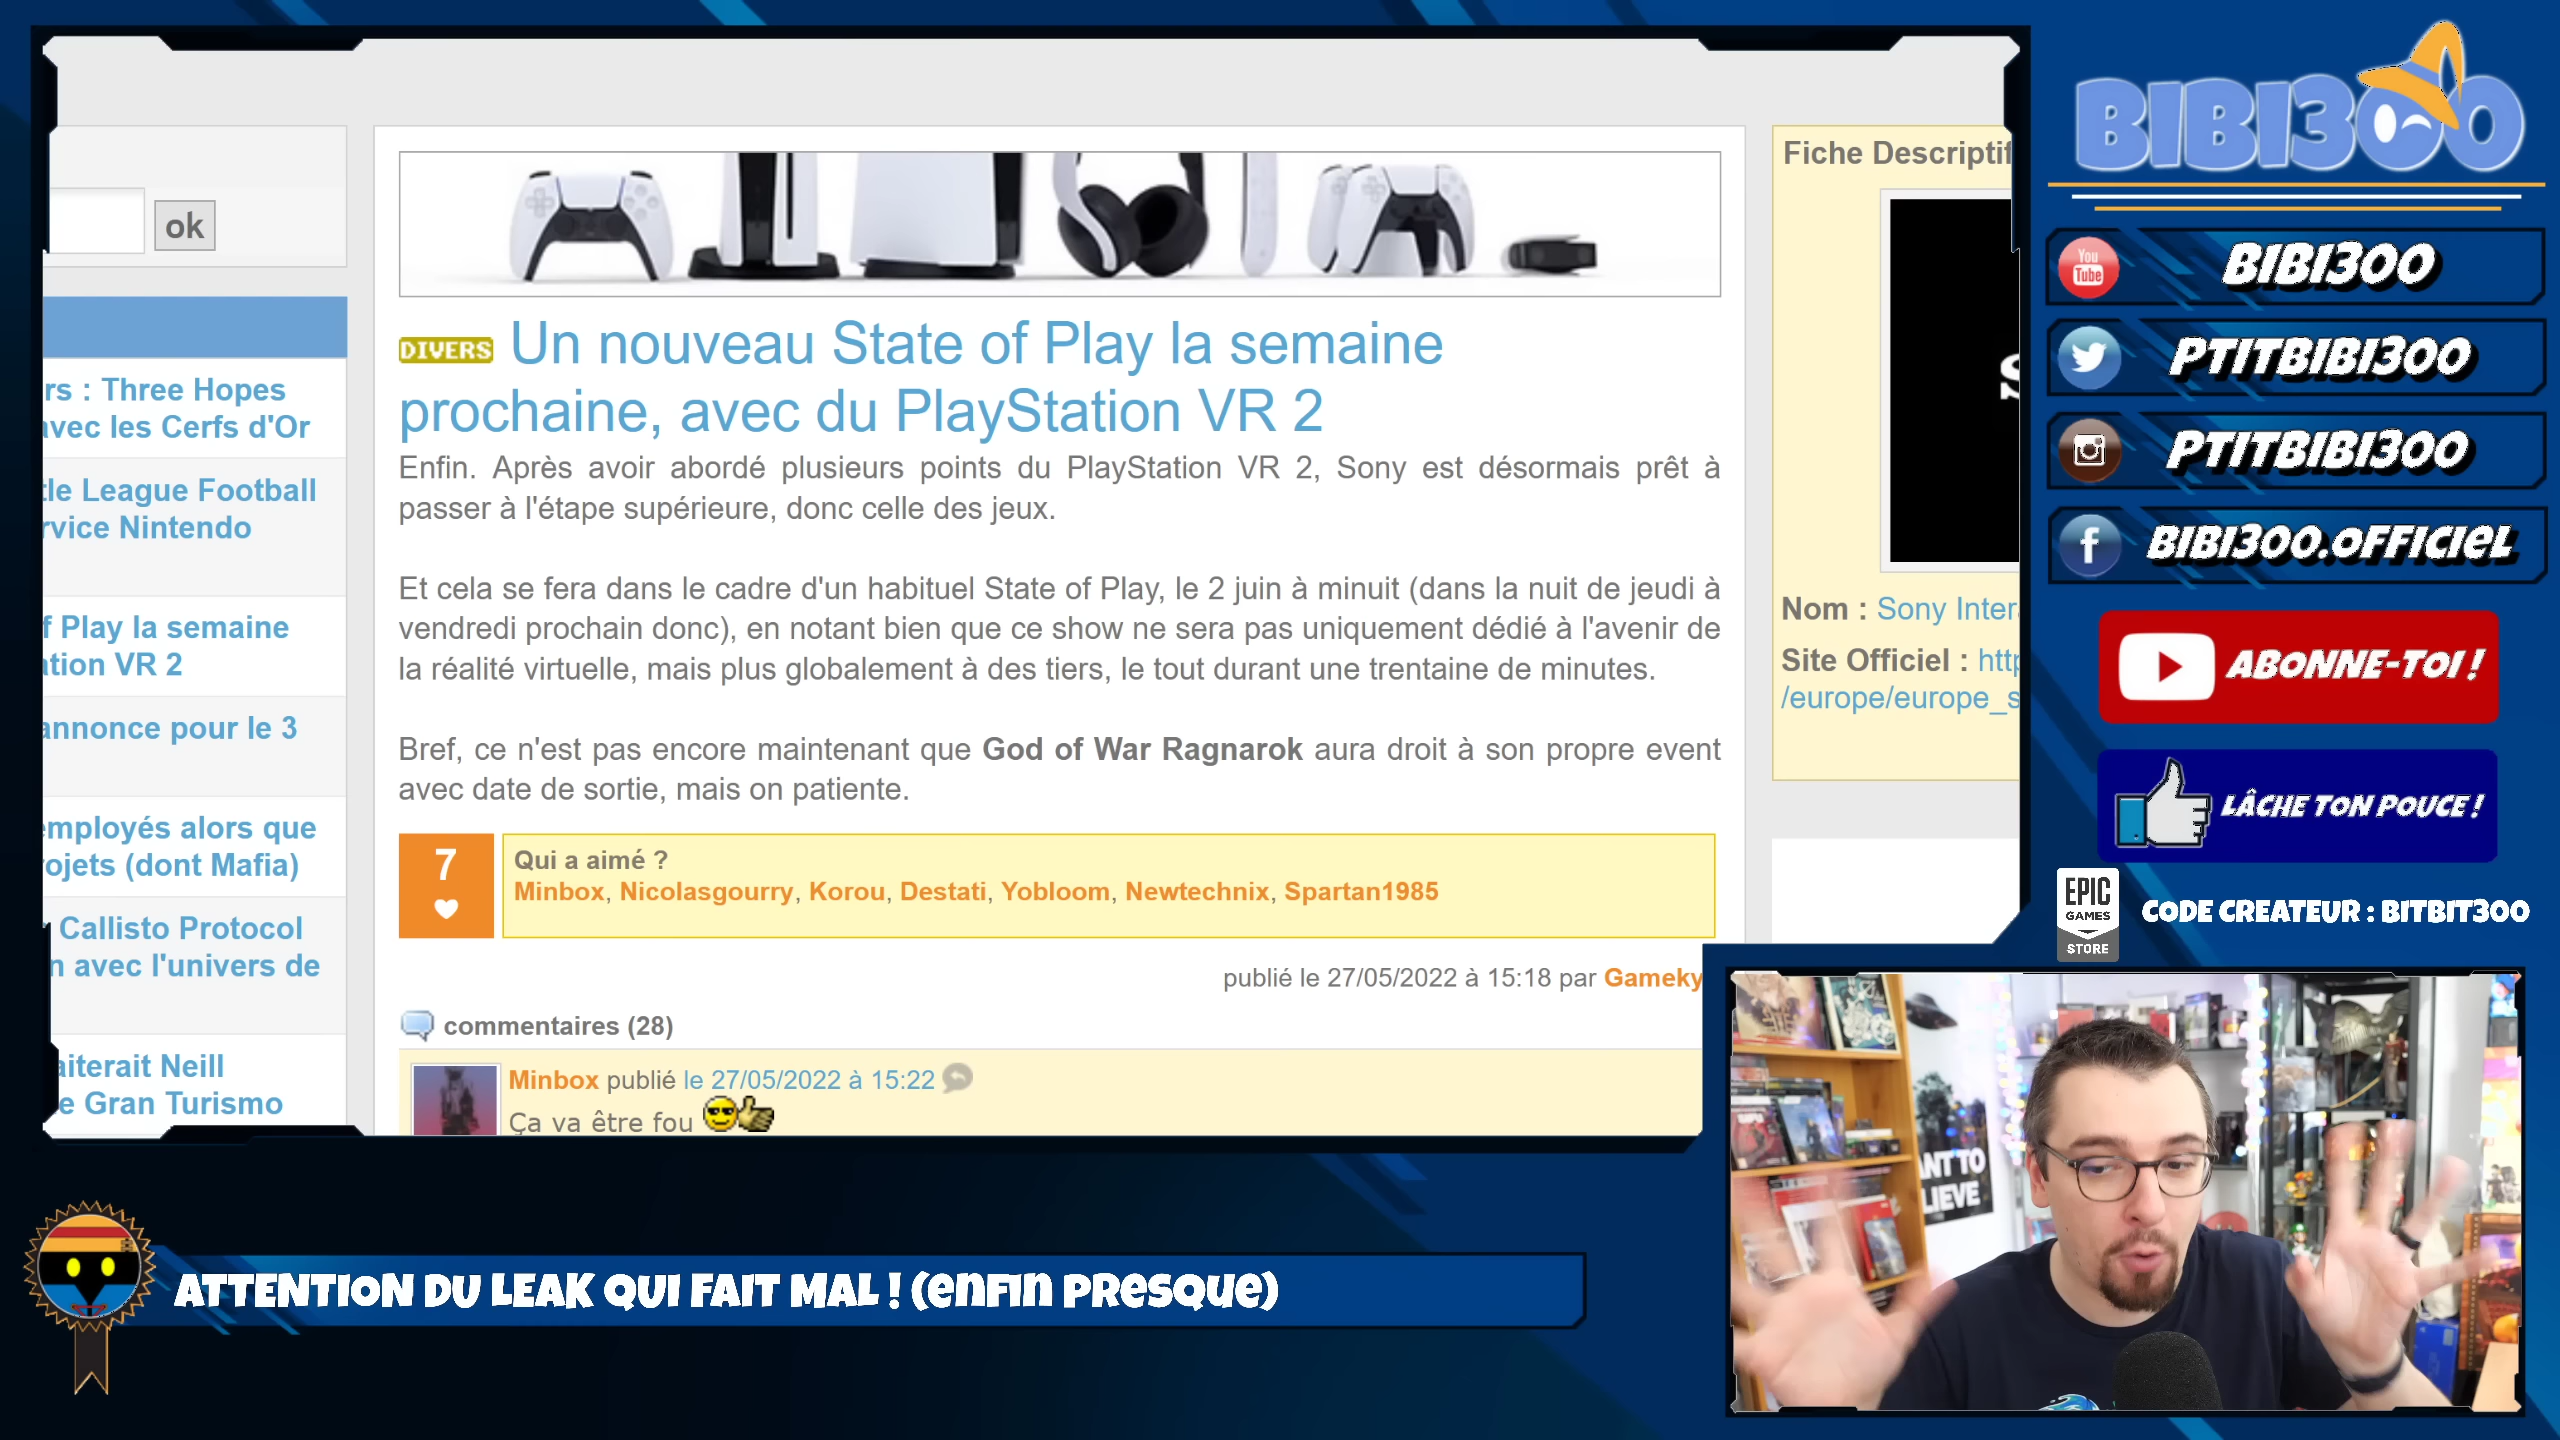 ok
rs : Three Hopes
avec les Cerfs d'Or
tle League Football
rvice Nintendo
f Play la semaine
ation VR 2
annonce pour le 3
employés alors que
rojets (dont Mafia)
Callisto Protocol
n avec l'univers de
aiterait Neill
e Gran Turismo
DIVERS Un nouveau State of Play la semaine
prochaine, avec du PlayStation VR 2
Enfin. Après avoir abordé plusieurs points du PlayStation VR 2, Sony est désormais prêt à
passer à l'étape supérieure, donc celle des jeux.
Et cela se fera dans le cadre d'un habituel State of Play, le 2 juin à minuit (dans la nuit de jeudi à
vendredi prochain donc), en notant bien que ce show ne sera pas uniquement dédié à l'avenir de
la réalité virtuelle, mais plus globalement à des tiers, le tout durant une trentaine de minutes.
Bref, ce n'est pas encore maintenant que God of War Ragnarok aura droit à son propre event
avec date de sortie, mais on patiente.
7
Qui a aimé ?
Minbox, Nicolasgourry, Korou, Destati, Yobloom, Newtechnix, Spartan1985
publié le 27/05/2022 à 15:18 par Gameky
commentaires (28)
Minbox publié le 27/05/2022 à 15:22
Ça va être fou
Fiche Descriptif
S
Nom : Sony Inter
Site Officiel : http
/europe/europe_s
BIBI300
You
Tube
BIBI300
PTITBIBI300
PTITBIBI300
BIBI300.OFFICIEL
ABONNE-TOI !
LÂCHE TON POUCE !
EPIC
GAMES
STORE
CODE CREATEUR : BITBIT300
ANT TO
LIEVE
ATTENTION DU LEAK QUI FAIT MAL ! (enfin presque)